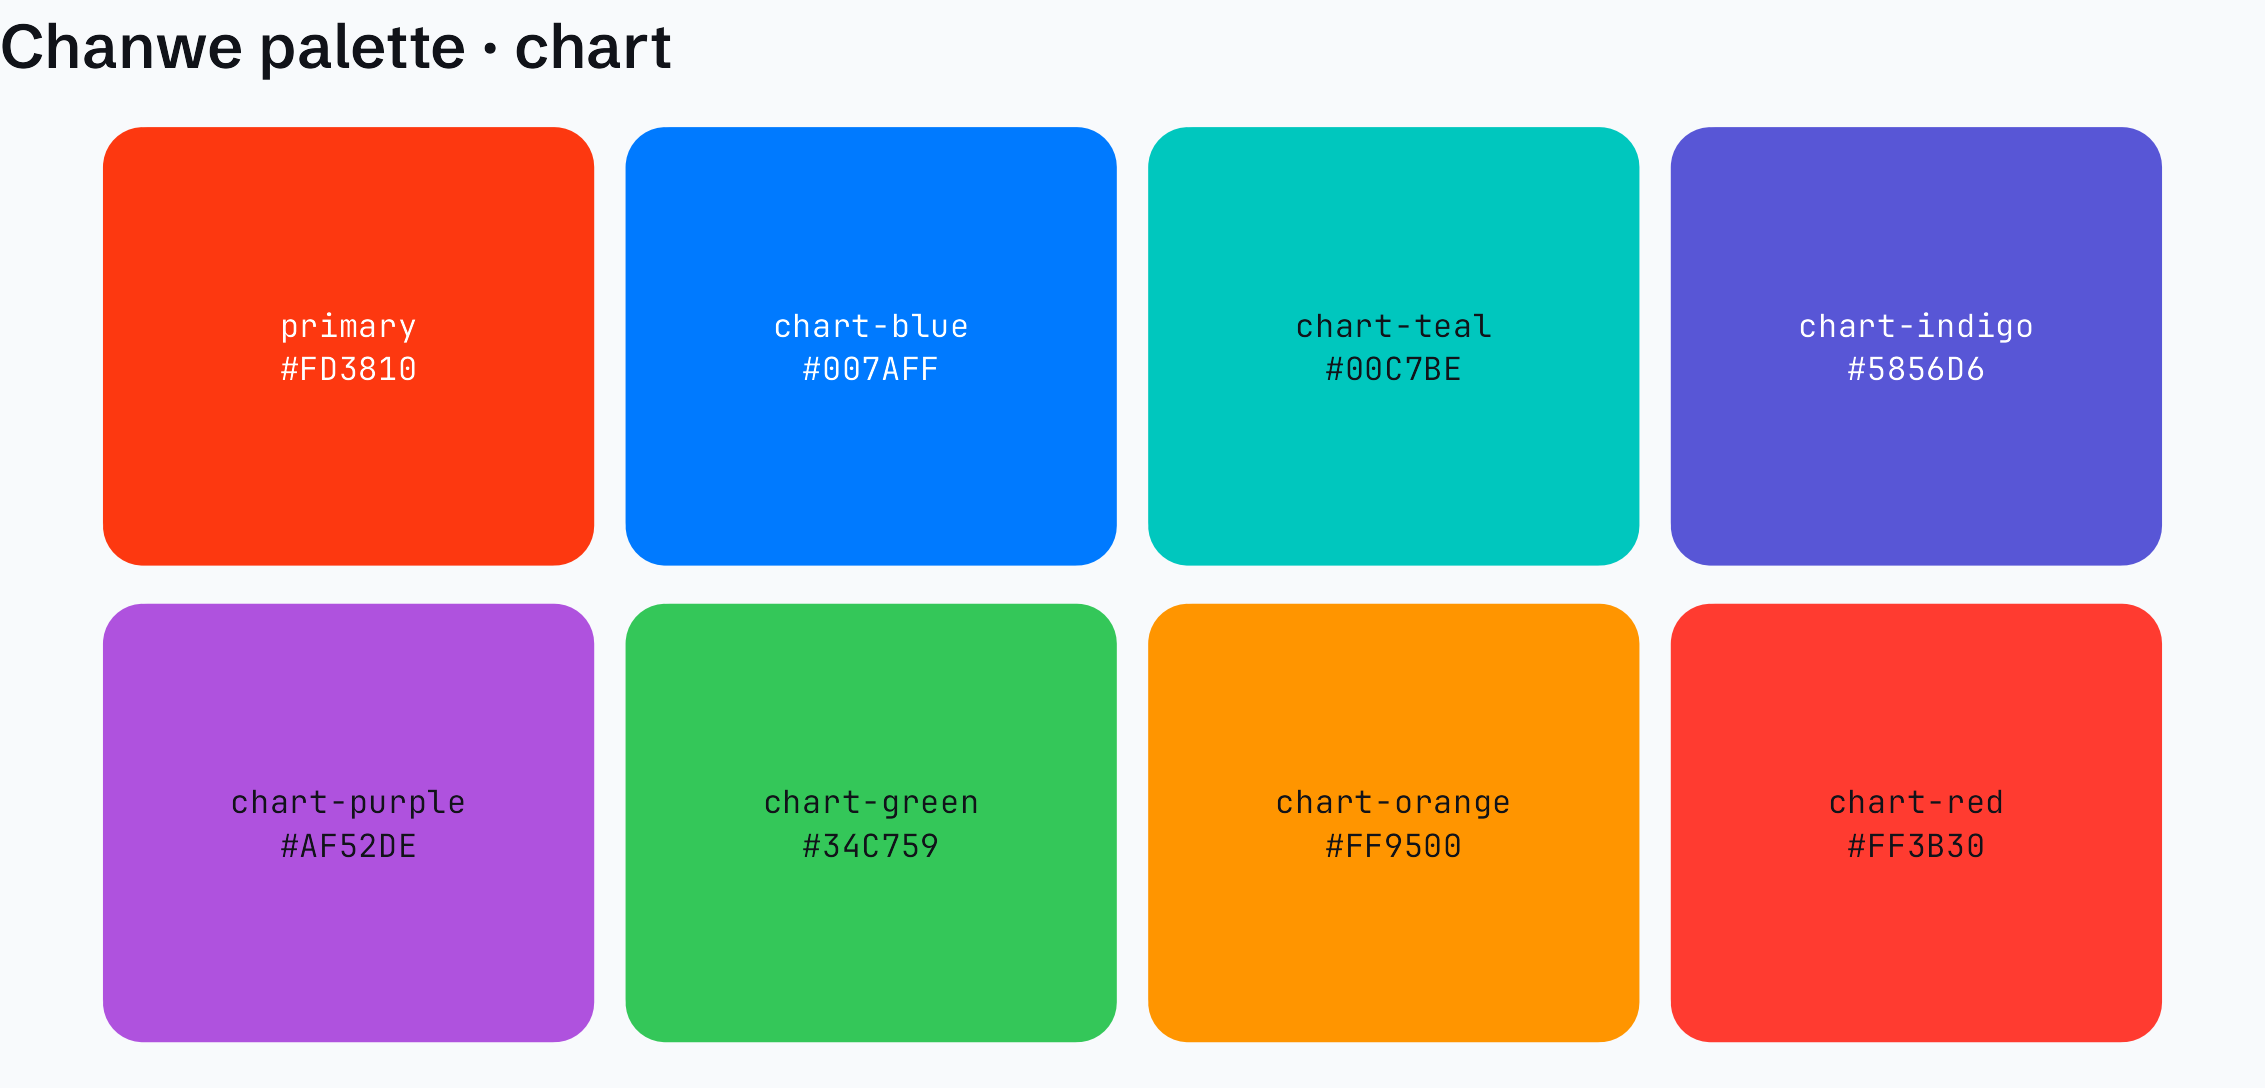 Chanwe palette · chart
primary
#FD3810
chart-blue
#007AFF
chart-teal
#00C7BE
chart-indigo
#5856D6
chart-purple
#AF52DE
chart-green
#34C759
chart-orange
#FF9500
chart-red
#FF3B30